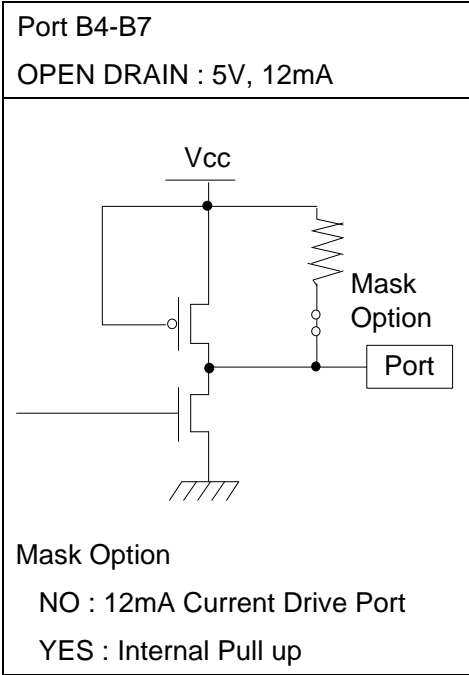 Port B4-B7
OPEN DRAIN : 5V, 12mA
Vcc
Mask
Option
Port
Mask Option
NO : 12mA Current Drive Port
YES : Internal Pull up